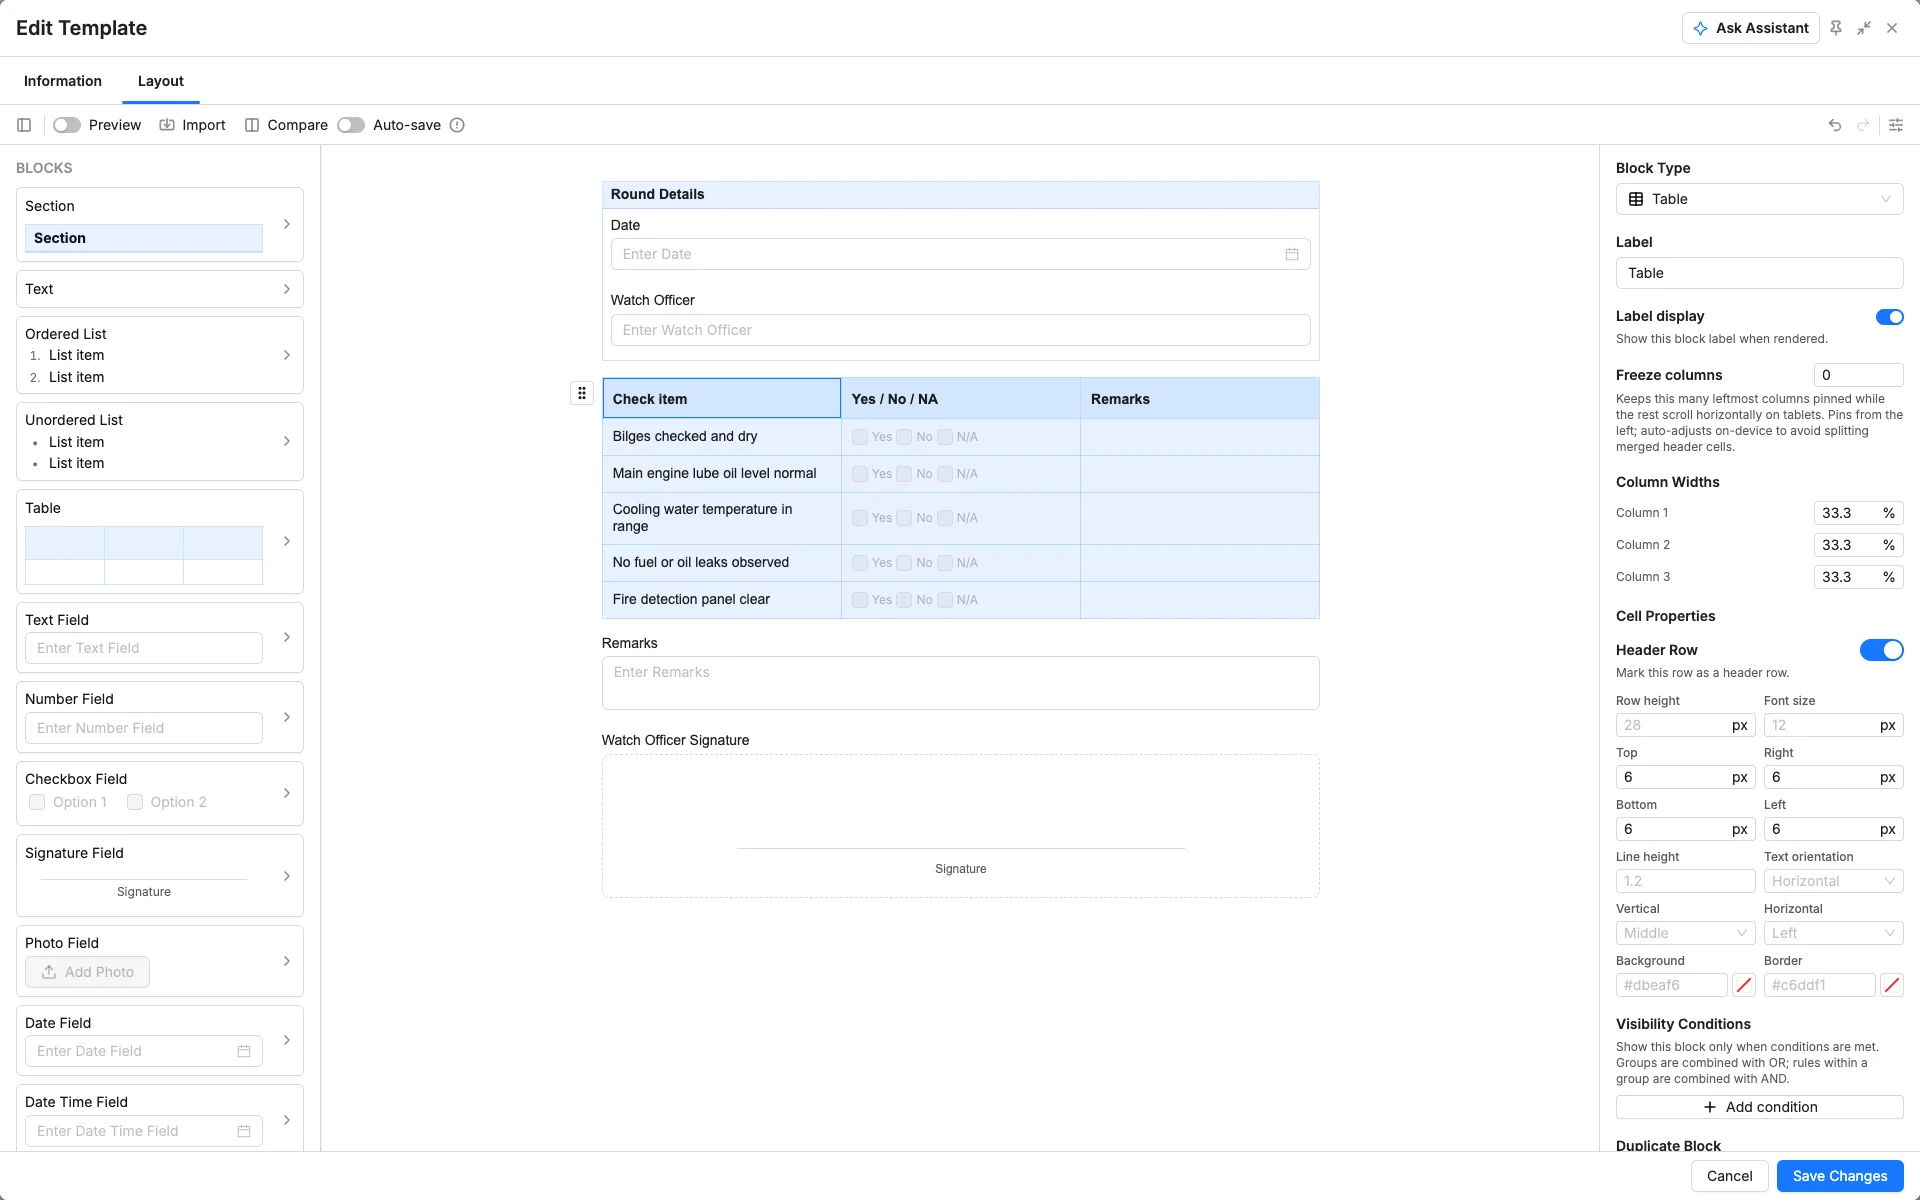 Edit Template
Ask Assistant
Information
Layout
Preview
Import
Compare
Auto-save
BLOCKS
Section
Section
Text
Ordered List
1. List item
2. List item
Unordered List
• List item
• List item
Table
Text Field
Enter Text Field
Number Field
Enter Number Field
Checkbox Field
Option 1 Option 2
Signature Field
Signature
Photo Field
Add Photo
Date Field
Enter Date Field
Date Time Field
Enter Date Time Field
Round Details
Date
Enter Date
Watch Officer
Enter Watch Officer
Check item Yes / No / NA Remarks
Bilges checked and dry Yes No N/A
Main engine lube oil level normal Yes No N/A
Cooling water temperature in
range Yes No N/A
No fuel or oil leaks observed Yes No N/A
Fire detection panel clear Yes No N/A
Remarks
Enter Remarks
Watch Officer Signature
Signature
Block Type
Table
Label
Table
Label display
Show this block label when rendered.
Freeze columns 0
Keeps this many leftmost columns pinned while
the rest scroll horizontally on tablets. Pins from the
left; auto-adjusts on-device to avoid splitting
merged header cells.
Column Widths
Column 1 33.3 %
Column 2 33.3 %
Column 3 33.3 %
Cell Properties
Header Row
Mark this row as a header row.
Row height Font size
28 px 12 px
Top Right
6 px 6 px
Bottom Left
6 px 6 px
Line height Text orientation
1.2 Horizontal
Vertical Horizontal
Middle Left
Background Border
#dbeaf6 #c6ddf1
Visibility Conditions
Show this block only when conditions are met.
Groups are combined with OR; rules within a
group are combined with AND.
Add condition
Duplicate Block
Cancel
Save Changes